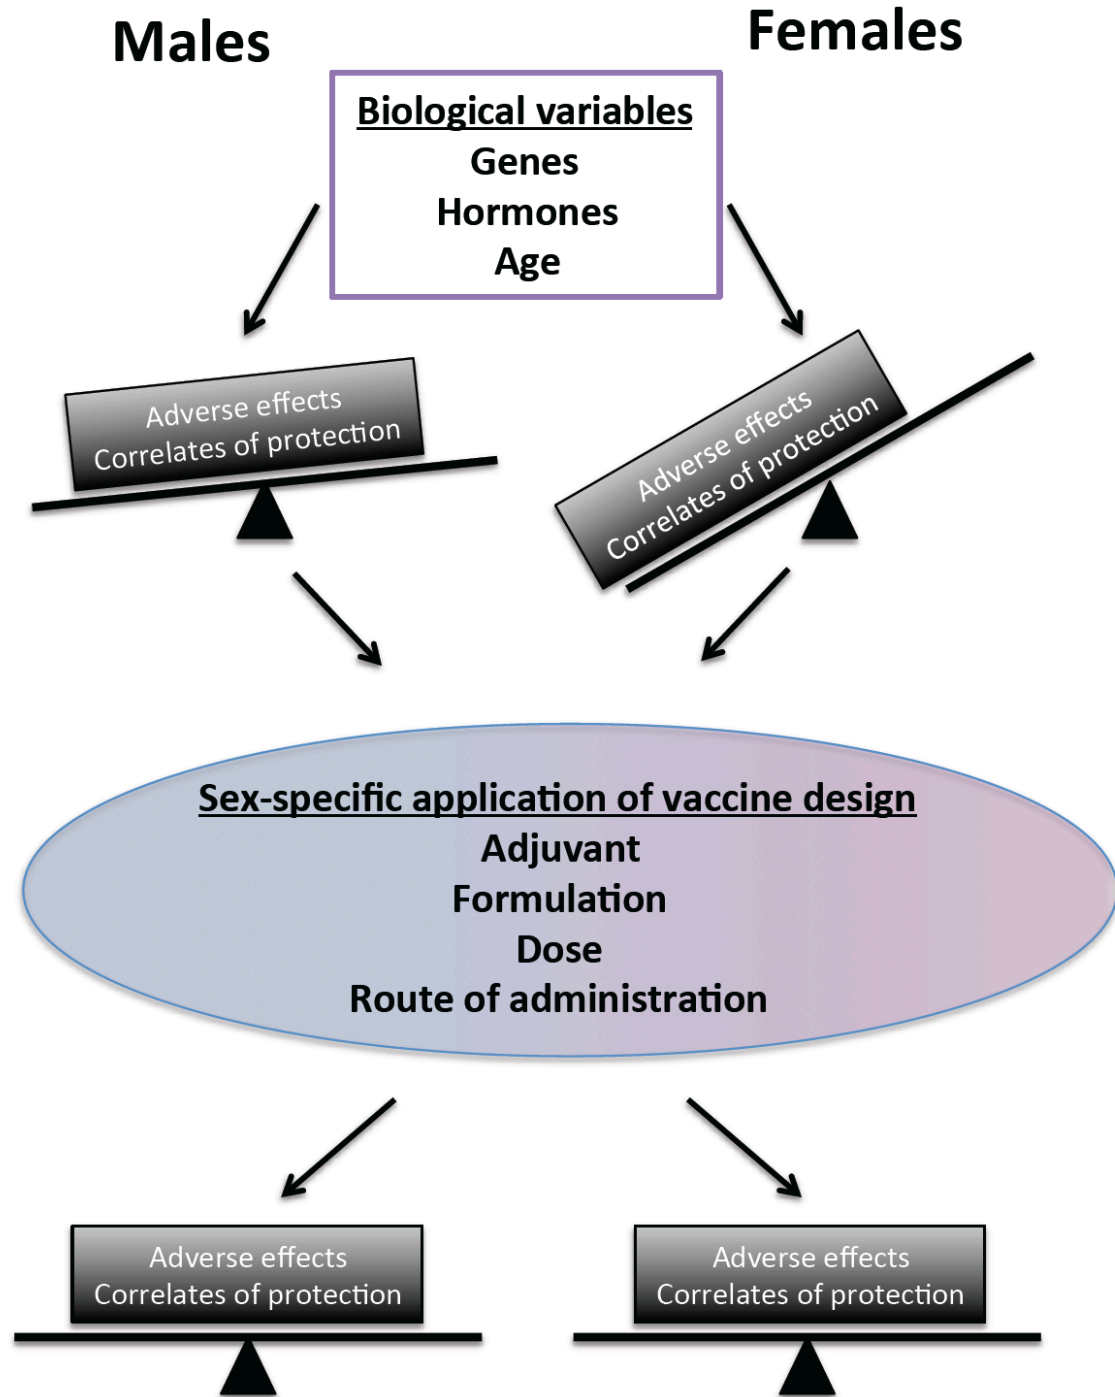 Males
Females
Biological variables
Genes
Hormones
Age
Adverse effects
Correlates of protection
Adverse effects
Correlates of protection
Sex-specific application of vaccine design
Adjuvant
Formulation
Dose
Route of administration
Adverse effects
Correlates of protection
Adverse effects
Correlates of protection